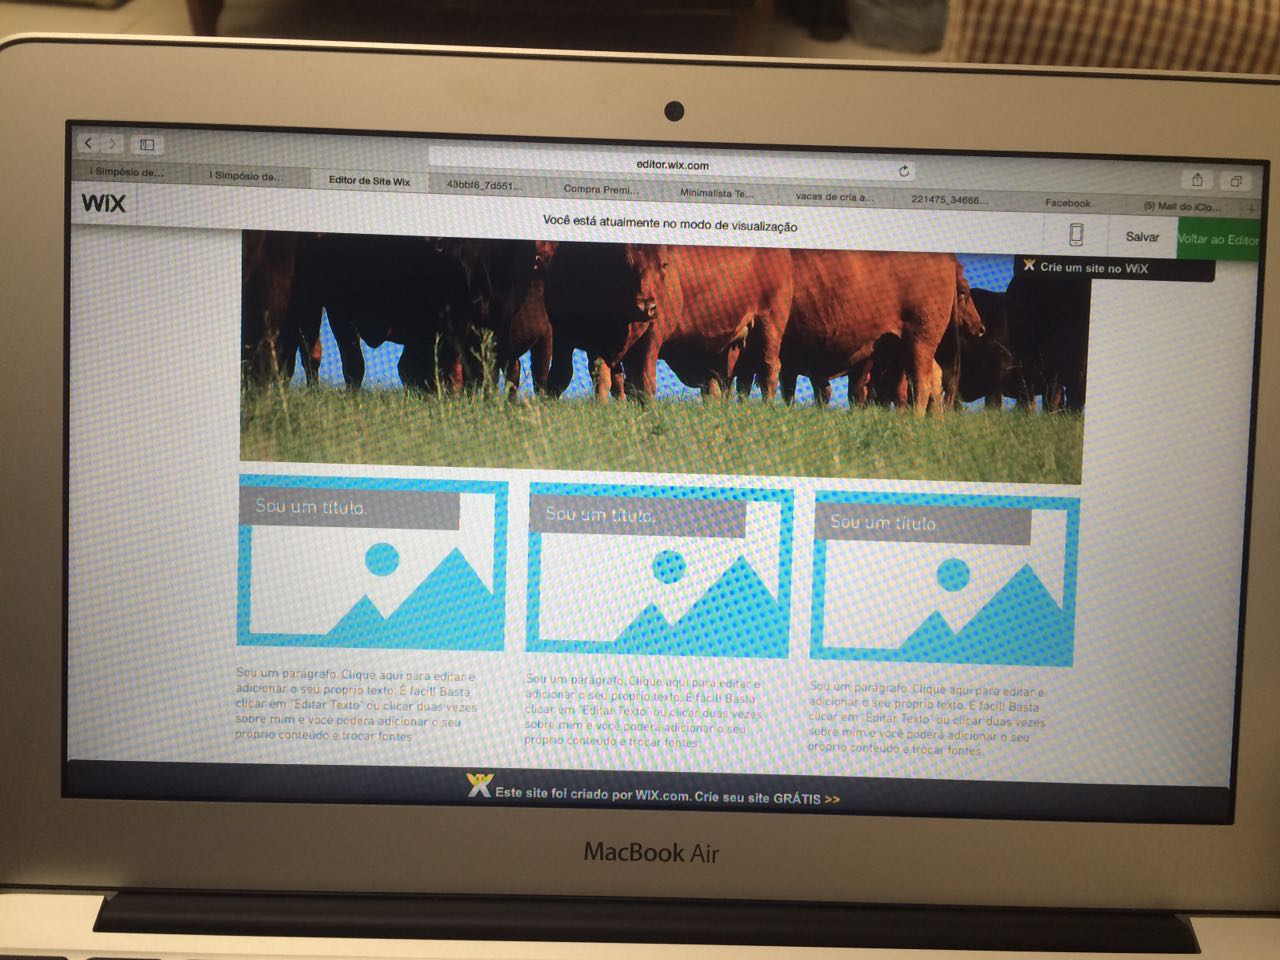 editor.wix.com
I Simpósio de...
I Simpósio de...
Editor de Site Wix
43bbf6_7d551...
Compra Premi...
Minimalista Te...
vacas de cria a...
221475_34666...
Facebook
(5) Mail do iClo...
WiX
Você está atualmente no modo de visualização
Salvar
Voltar ao Editor
Crie um site no WiX
Sou um título.
Sou um título.
Sou um título.
Sou um parágrafo. Clique aqui para editar e
adicionar o seu próprio texto. É fácil! Basta
clicar em "Editar Texto" ou clicar duas vezes
sobre mim e você poderá adicionar o seu
próprio conteúdo e trocar fontes.
Sou um parágrafo. Clique aqui para editar e
adicionar o seu próprio texto. É fácil! Basta
clicar em "Editar Texto" ou clicar duas vezes
sobre mim e você poderá adicionar o seu
próprio conteúdo e trocar fontes.
Sou um parágrafo. Clique aqui para editar e
adicionar o seu próprio texto. É fácil! Basta
clicar em "Editar Texto" ou clicar duas vezes
sobre mim e você poderá adicionar o seu
próprio conteúdo e trocar fontes.
Este site foi criado por WIX.com. Crie seu site GRÁTIS >>
MacBook Air